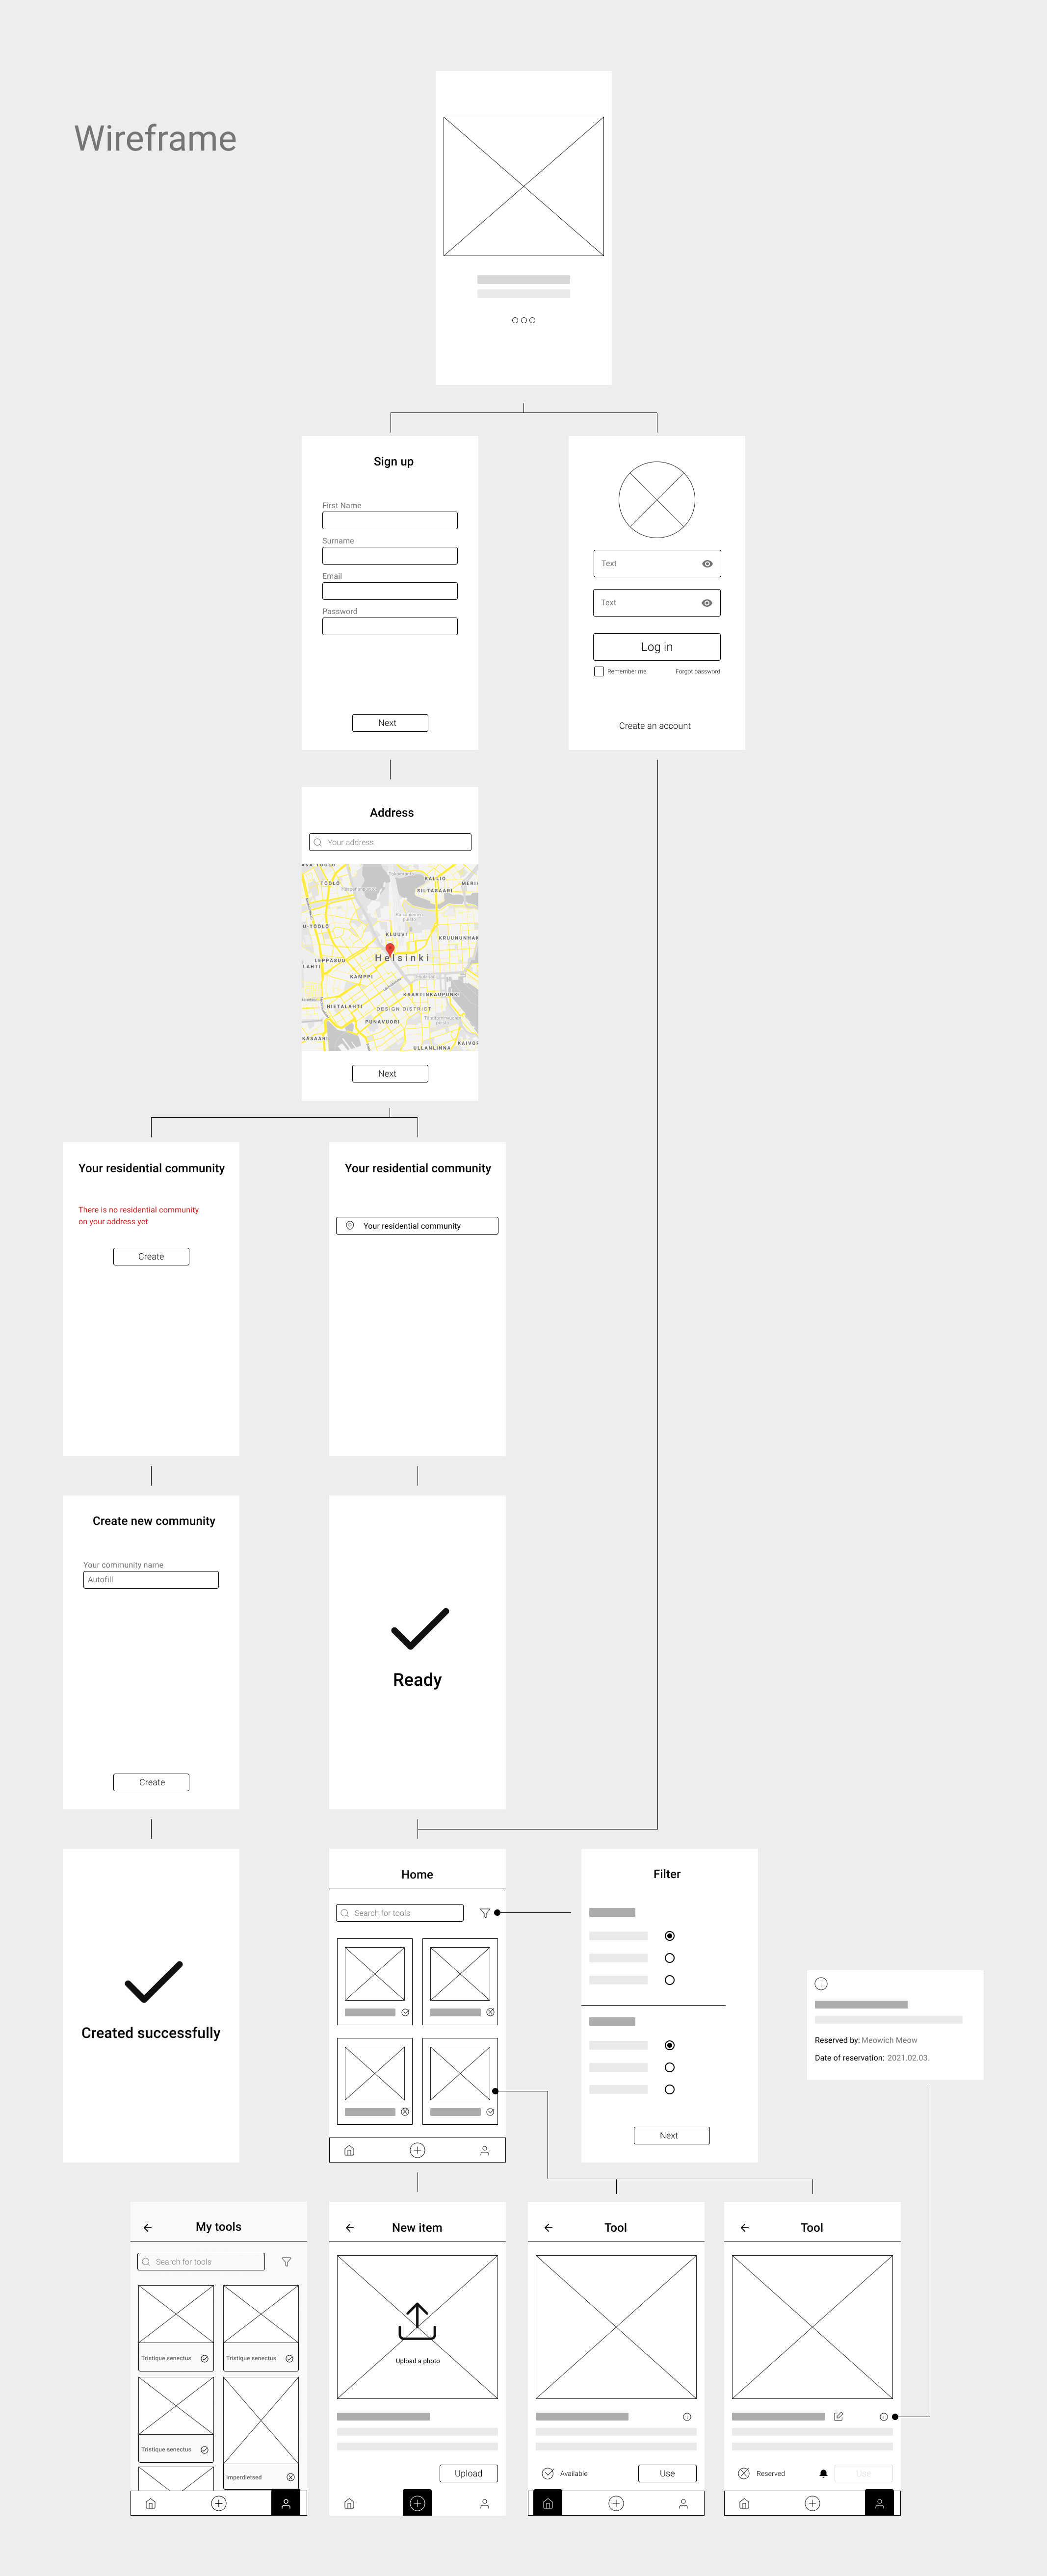 Wireframe
Sign up
First Name
Surname
Email
Password
Next
Text
Text
Log in
Remember me
Forgot password
Create an account
Address
Your address
TÖÖLÖ
KALLIO
SILTASAARI
MERIH
U-TÖÖLÖ
KLUUVI
KRUUNUNHAK
LEPPÄSUO
Helsinki
LAHTI
KAMPPI
KAARTINKAUPUNKI
HIETALAHTI
DESIGN DISTRICT
PUNAVUORI
ULLANLINNA
KAIVOP
Next
Your residential community
There is no residential community
on your address yet
Create
Your residential community
Your residential community
Create new community
Your community name
Autofill
Create
Ready
Created successfully
Home
Search for tools
Filter
Next
Reserved by: Meowich Meow
Date of reservation: 2021.02.03.
My tools
Search for tools
Tristique senectus
Tristique senectus
Tristique senectus
Imperdietsed
New item
Upload a photo
Upload
Tool
Available
Use
Tool
Reserved
Use